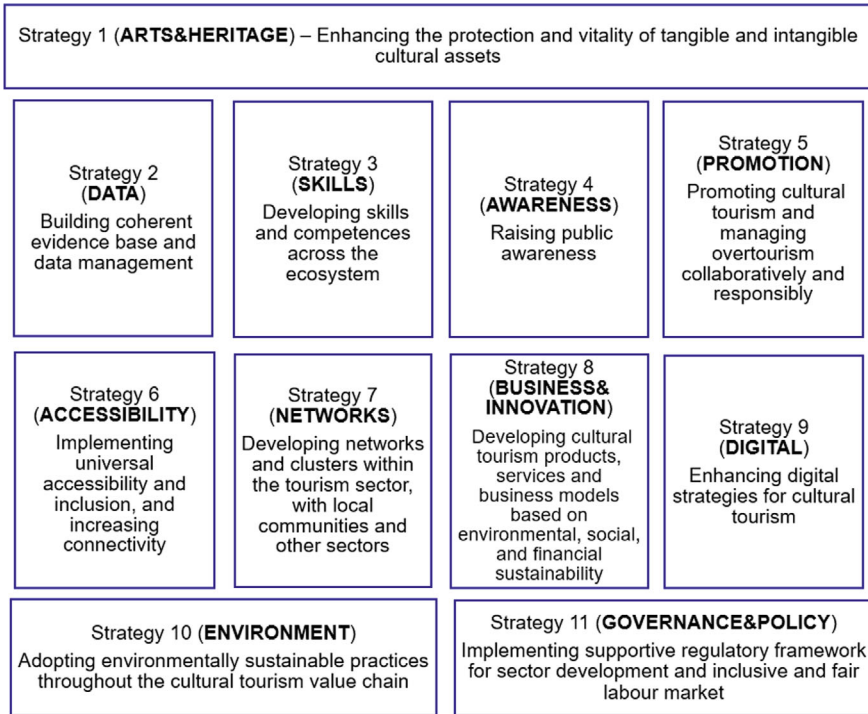 Strategy 1 (ARTS&HERITAGE) – Enhancing the protection and vitality of tangible and intangible
cultural assets
Strategy 2
(DATA)
Building coherent
evidence base and
data management
Strategy 3
(SKILLS)
Developing skills
and competences
across the
ecosystem
Strategy 4
(AWARENESS)
Raising public
awareness
Strategy 5
(PROMOTION)
Promoting cultural
tourism and
managing
overtourism
collaboratively and
responsibly
Strategy 6
(ACCESSIBILITY)
Implementing
universal
accessibility and
inclusion, and
increasing
connectivity
Strategy 7
(NETWORKS)
Developing networks
and clusters within
the tourism sector,
with local
communities and
other sectors
Strategy 8
(BUSINESS&
INNOVATION)
Developing cultural
tourism products,
services and
business models
based on
environmental, social,
and financial
sustainability
Strategy 9
(DIGITAL)
Enhancing digital
strategies for cultural
tourism
Strategy 10 (ENVIRONMENT)
Adopting environmentally sustainable practices
throughout the cultural tourism value chain
Strategy 11 (GOVERNANCE&POLICY)
Implementing supportive regulatory framework
for sector development and inclusive and fair
labour market